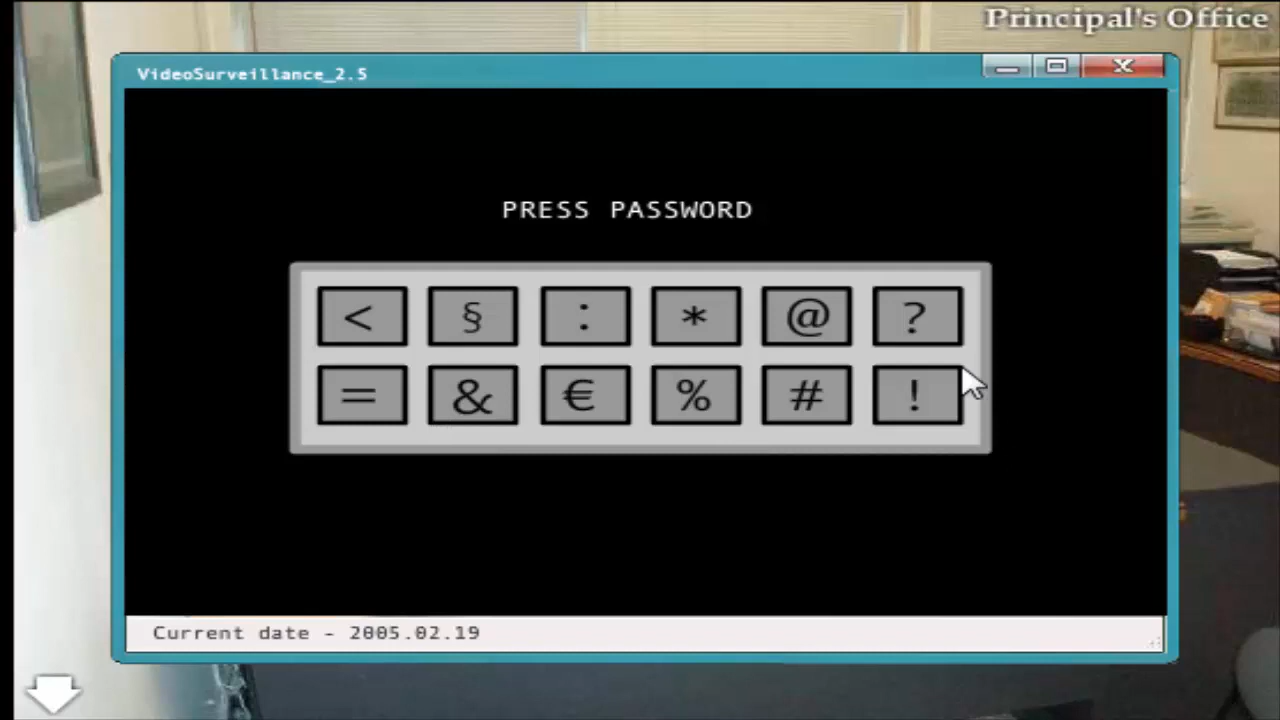 Principal's Office
VideoSurveillance_2.5
PRESS PASSWORD
< § : * @ ?
= & € % # !
Current date - 2005.02.19